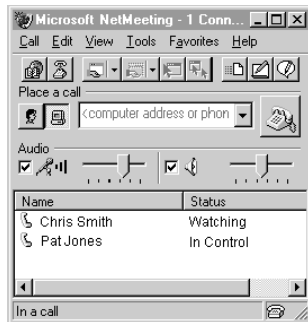 Microsoft NetMeeting - 1 Conn...
Call Edit View Tools Favorites Help
Place a call
<computer address or phon
Audio
Name Status
Chris Smith Watching
Pat Jones In Control
In a call